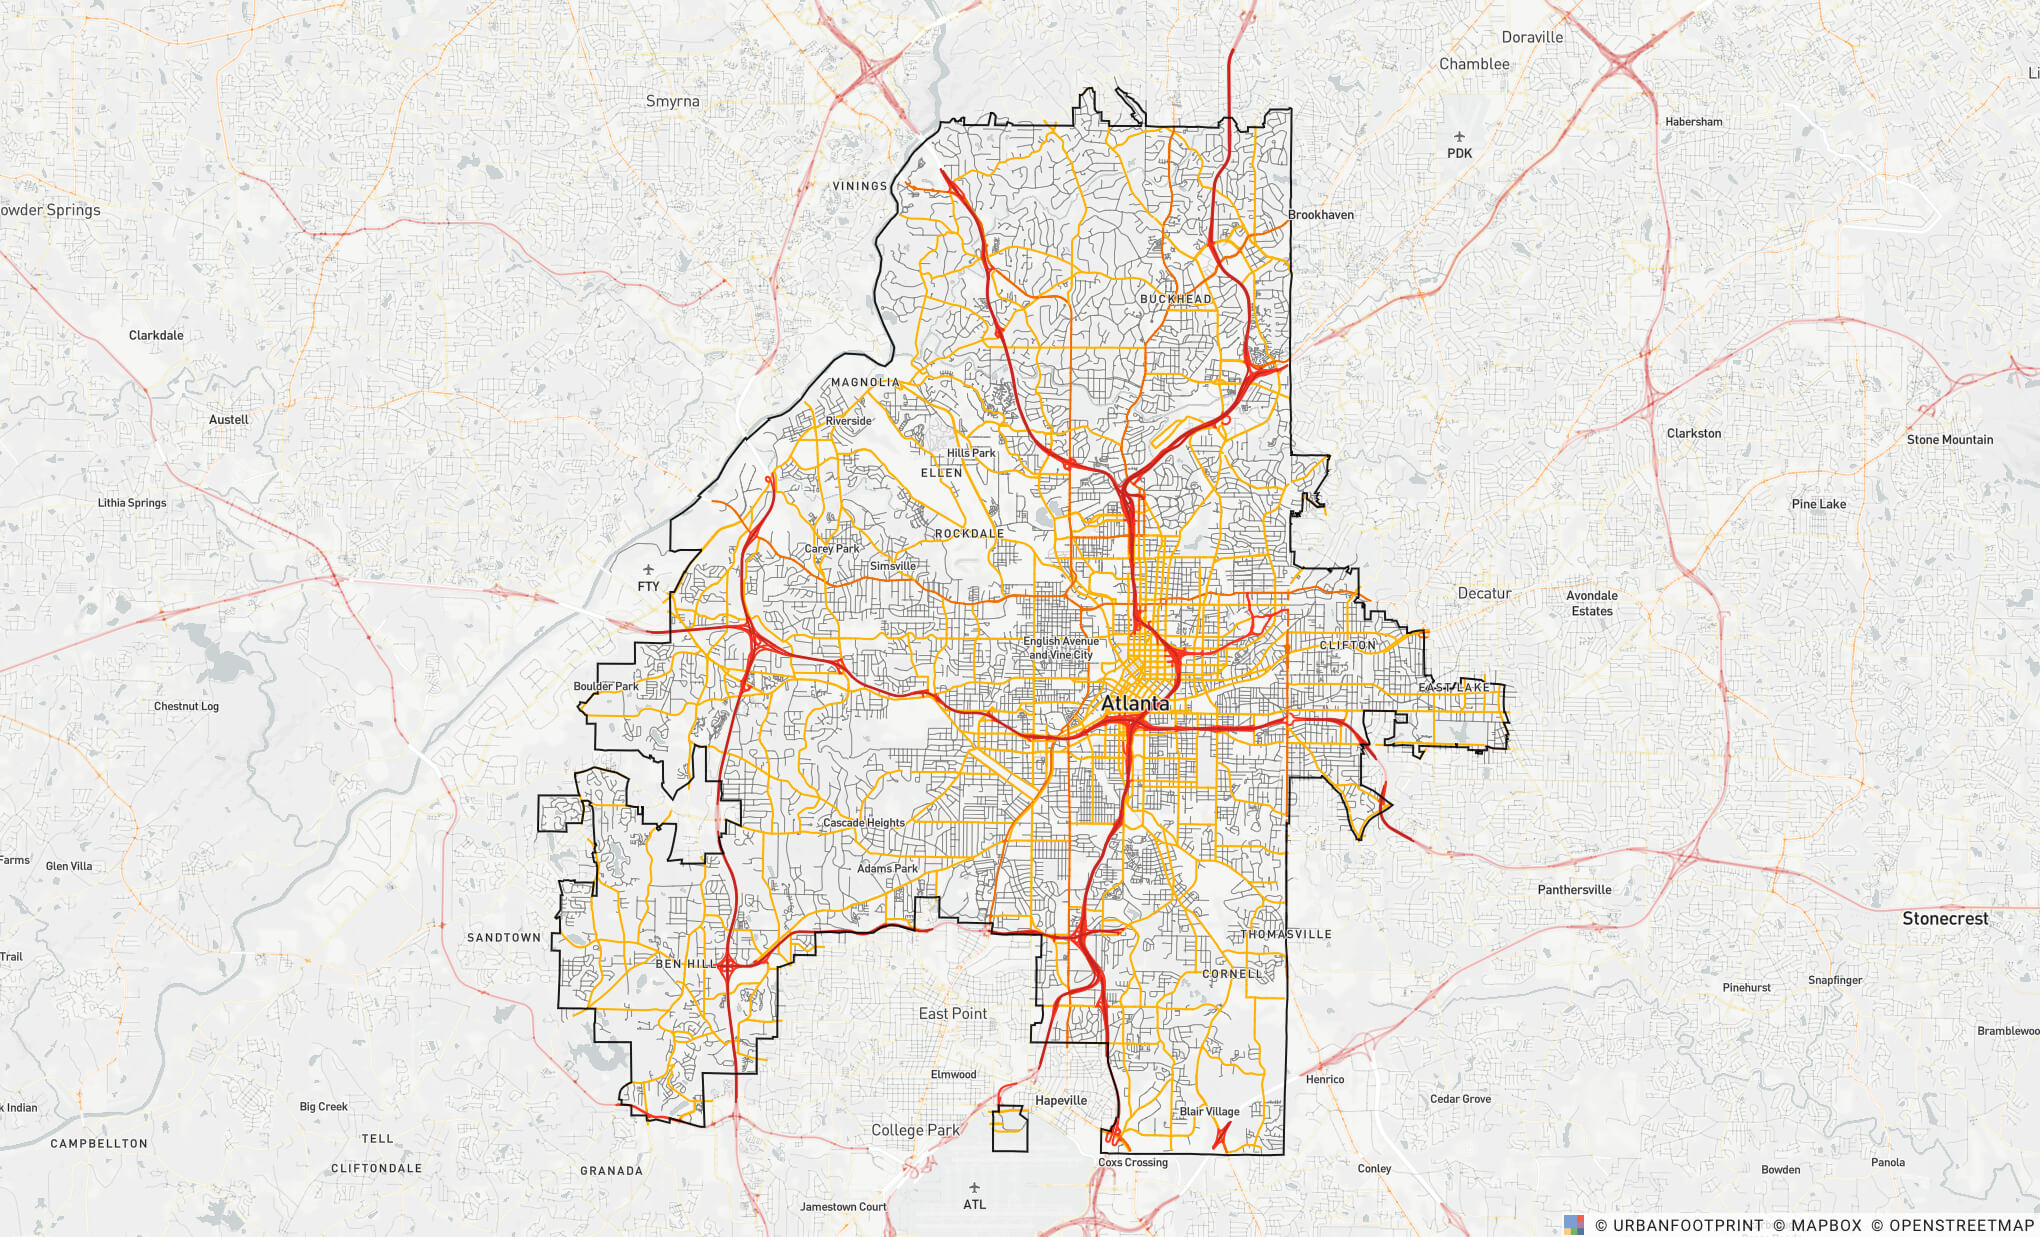 Doraville
Chamblee
Li
Smyrna
Habersham
PDK
VININGS
owder Springs
Brookhaven
BUCKHEAD
Clarkdale
MAGNOLIA
Austell
Riverside
Clarkston
Stone Mountain
Hills Park
ELLEN
Lithia Springs
Pine Lake
ROCKDALE
Carey Park
Simsville
FTY
Decatur
Avondale
Estates
English Avenue
and Vine City
CLIFTON
Boulder Park
EAST LAKE
Chestnut Log
Atlanta
Cascade Heights
Farms
Glen Villa
Adams Park
Panthersville
Stonecrest
SANDTOWN
THOMASVILLE
Trail
BEN HILL
CORNELL
Snapfinger
Pinehurst
East Point
Bramblewoo
Elmwood
Henrico
Hapeville
Cedar Grove
k Indian
Big Creek
Blair Village
College Park
CAMPBELLTON
TELL
CLIFTONDALE
GRANADA
Coxs Crossing
Conley
Bowden
Panola
ATL
Jamestown Court
© URBANFOOTPRINT © MAPBOX © OPENSTREETMAP